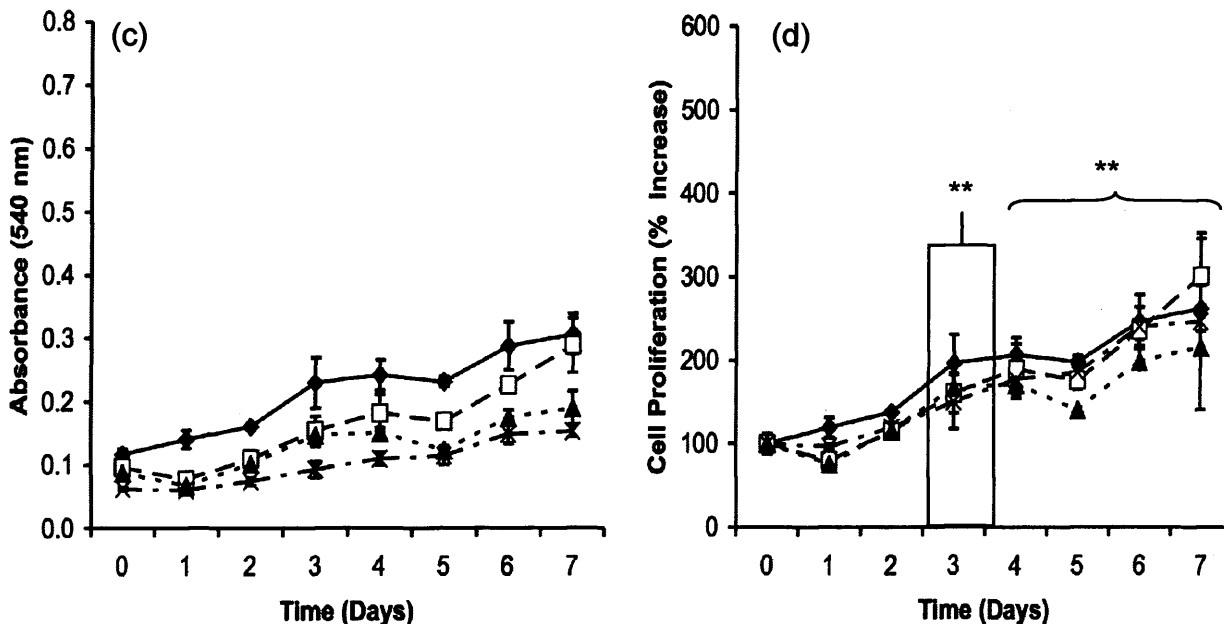 (c)
Absorbance (540 nm)
0.8
0.7
0.6
0.5
0.4
0.3
0.2
0.1
0.0
0 1 2 3 4 5 6 7
Time (Days)
(d)
Cell Proliferation (% Increase)
600
500
400
300
200
100
0
**
**
0 1 2 3 4 5 6 7
Time (Days)